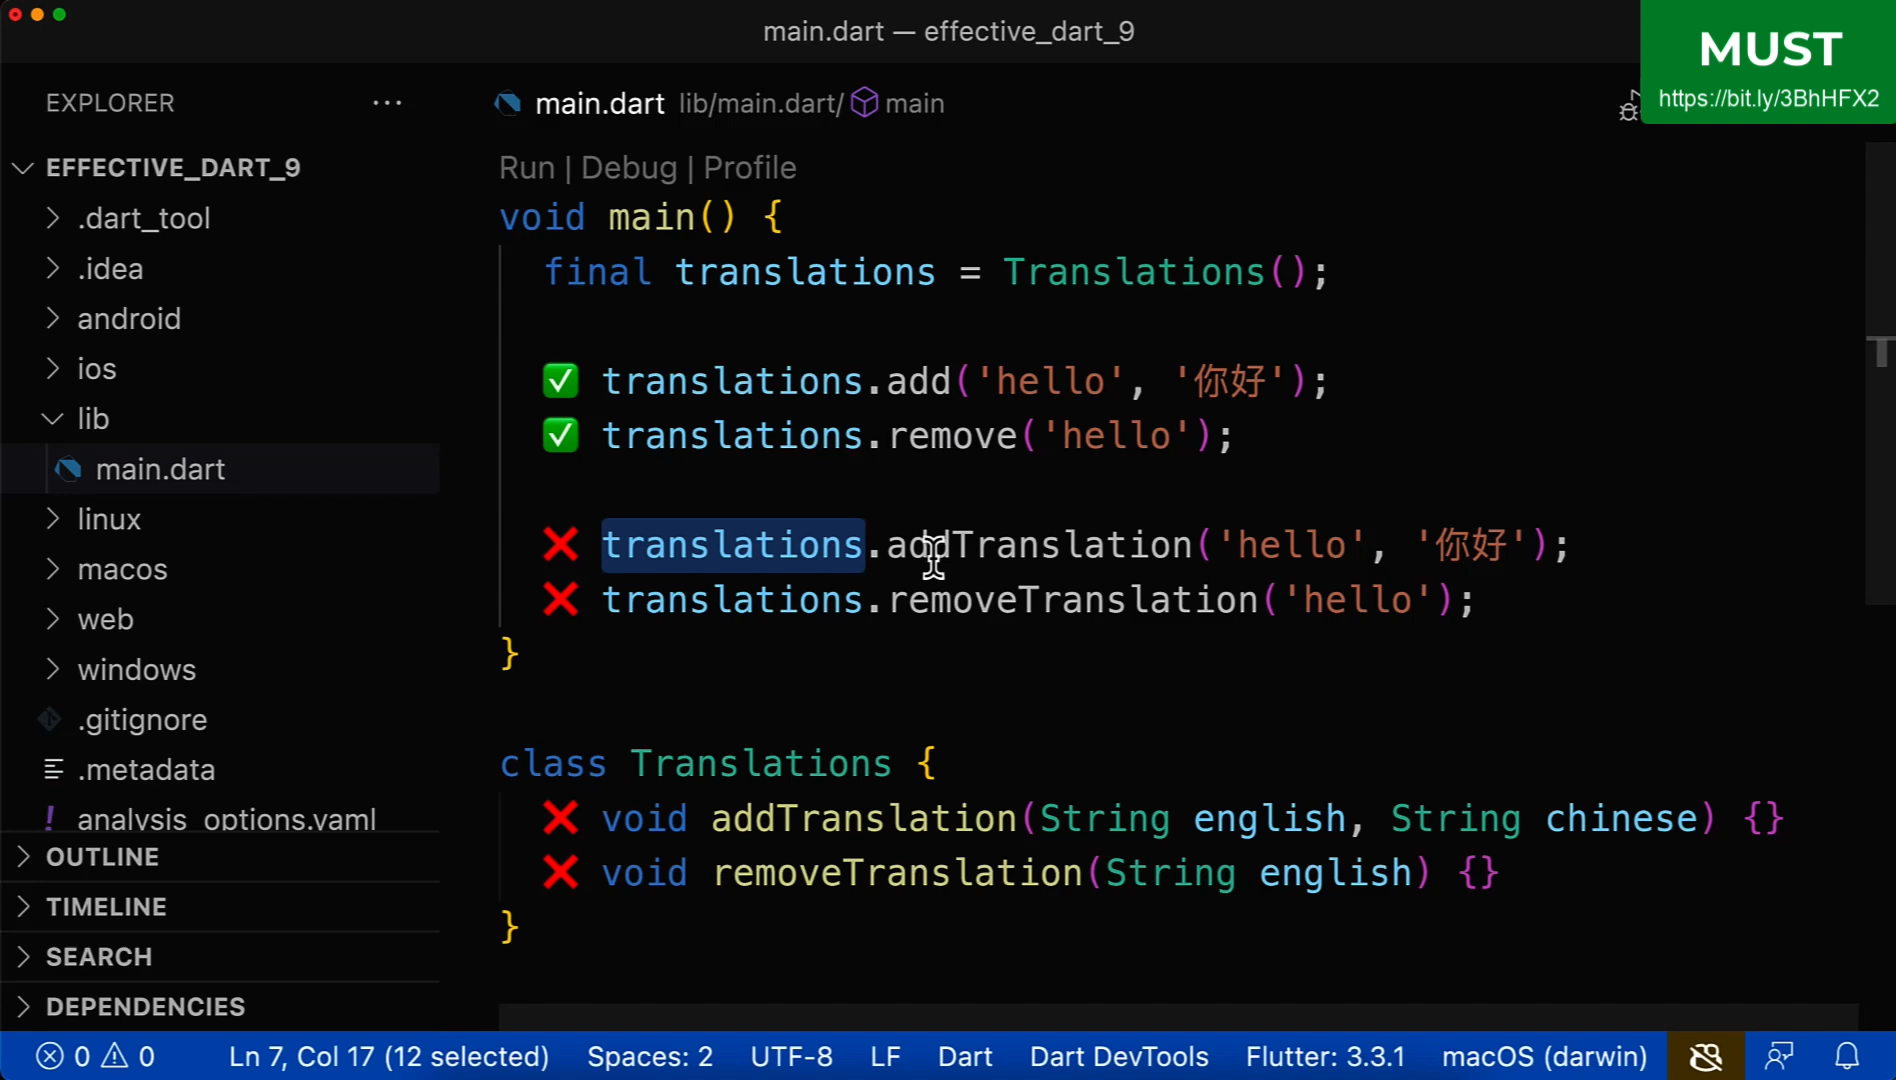 main.dart — effective_dart_9
MUST
https://bit.ly/3BhHFX2
EXPLORER
EFFECTIVE_DART_9
.dart_tool
.idea
android
ios
lib
main.dart
linux
macos
web
windows
.gitignore
.metadata
analysis_options.yaml
OUTLINE
TIMELINE
SEARCH
DEPENDENCIES
main.dart lib/main.dart/ main
Run | Debug | Profile
void main() {
final translations = Translations();
✅ translations.add('hello', '你好');
✅ translations.remove('hello');
❌ translations.addTranslation('hello', '你好');
❌ translations.removeTranslation('hello');
}
class Translations {
❌ void addTranslation(String english, String chinese) {}
❌ void removeTranslation(String english) {}
}
0 0 Ln 7, Col 17 (12 selected) Spaces: 2 UTF-8 LF Dart Dart DevTools Flutter: 3.3.1 macOS (darwin)